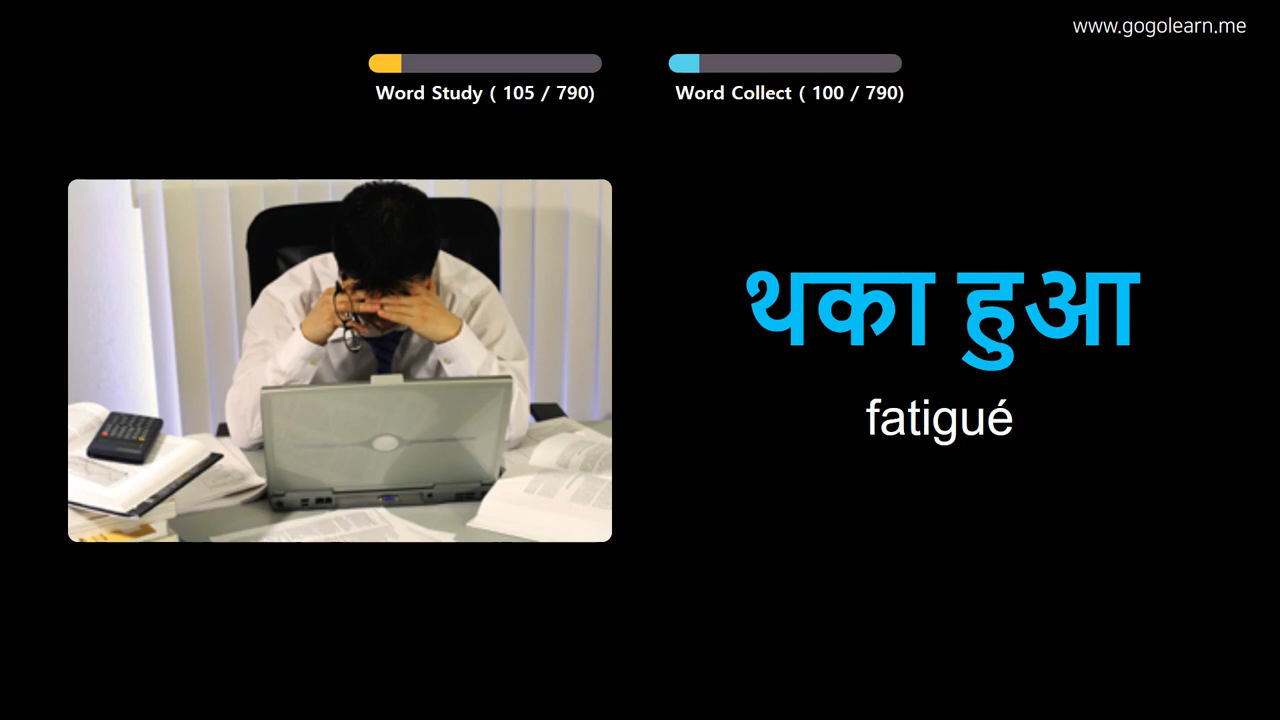 www.gogolearn.me
Word Study ( 105 / 790)
Word Collect ( 100 / 790)
थका हुआ
fatigué